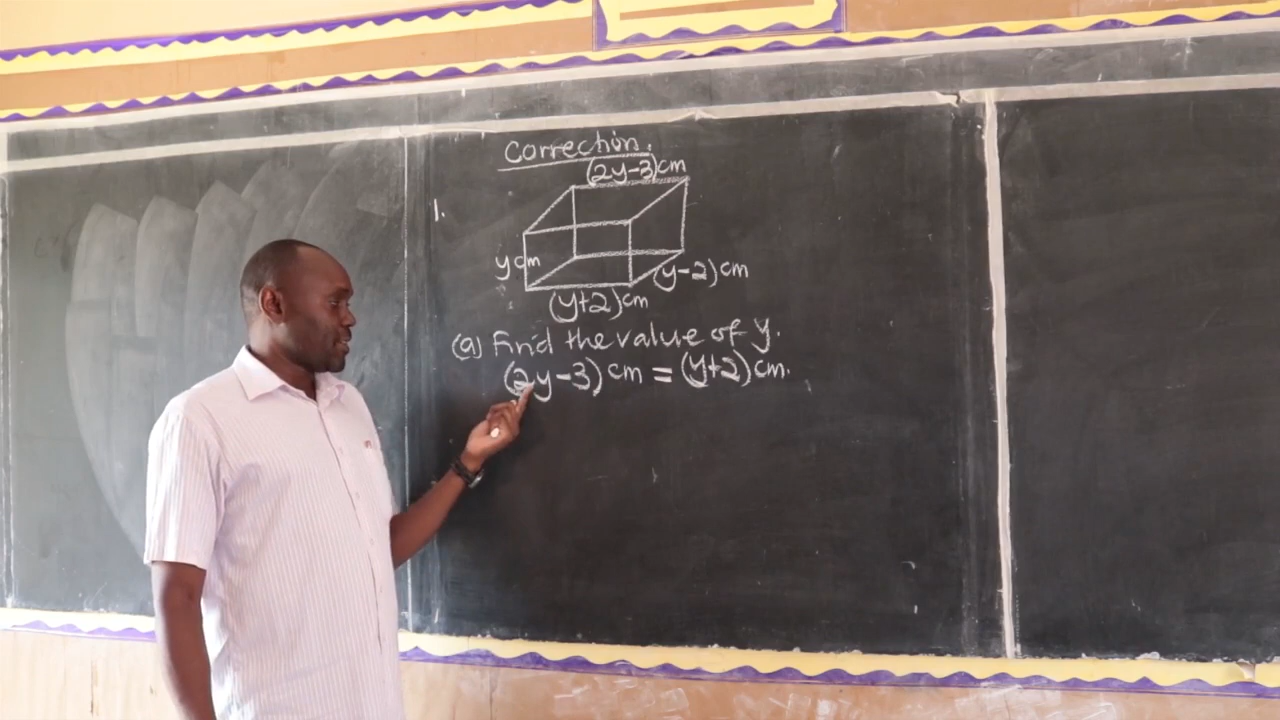 Correction.
(2y-3)cm
1.
y cm
(y-2)cm
(y+2)cm
(a) Find the value of y.
(2y-3) cm = (y+2) cm.